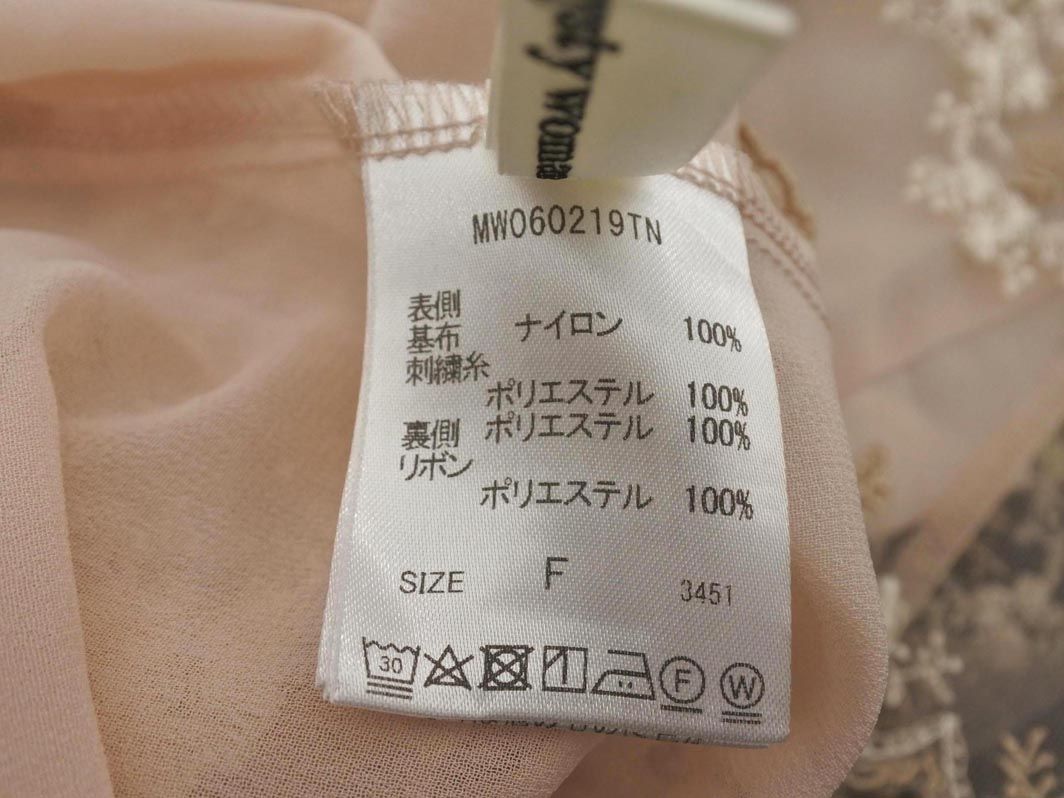 MW060219TN
表側
基布 ナイロン 100%
刺繍糸
ポリエステル 100%
裏側 ポリエステル 100%
リボン
ポリエステル 100%
SIZE F 3451
30
F
W